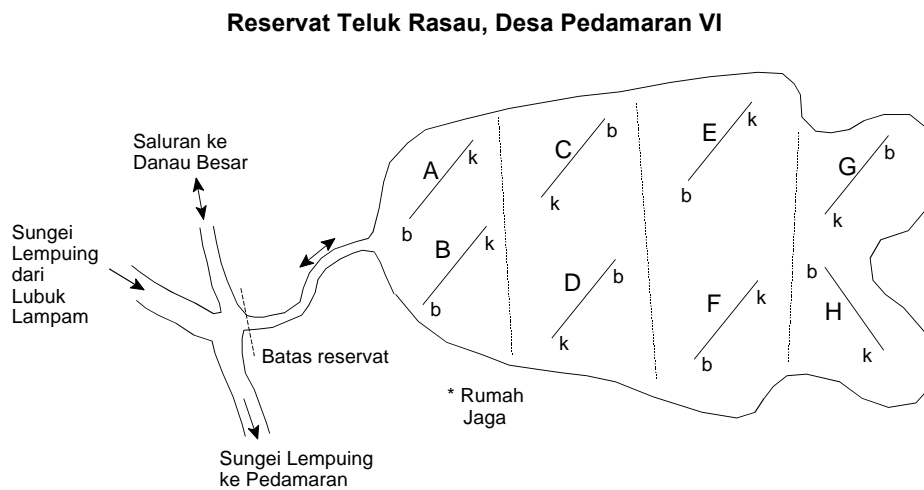 Reservat Teluk Rasau, Desa Pedamaran VI
Saluran ke
Danau Besar
Sungei
Lempuing
dari
Lubuk
Lampam
Batas reservat
Sungei Lempuing
ke Pedamaran
* Rumah
Jaga
A
k
b
B
k
b
C
b
k
D
b
k
E
k
b
F
k
b
G
b
k
H
b
k